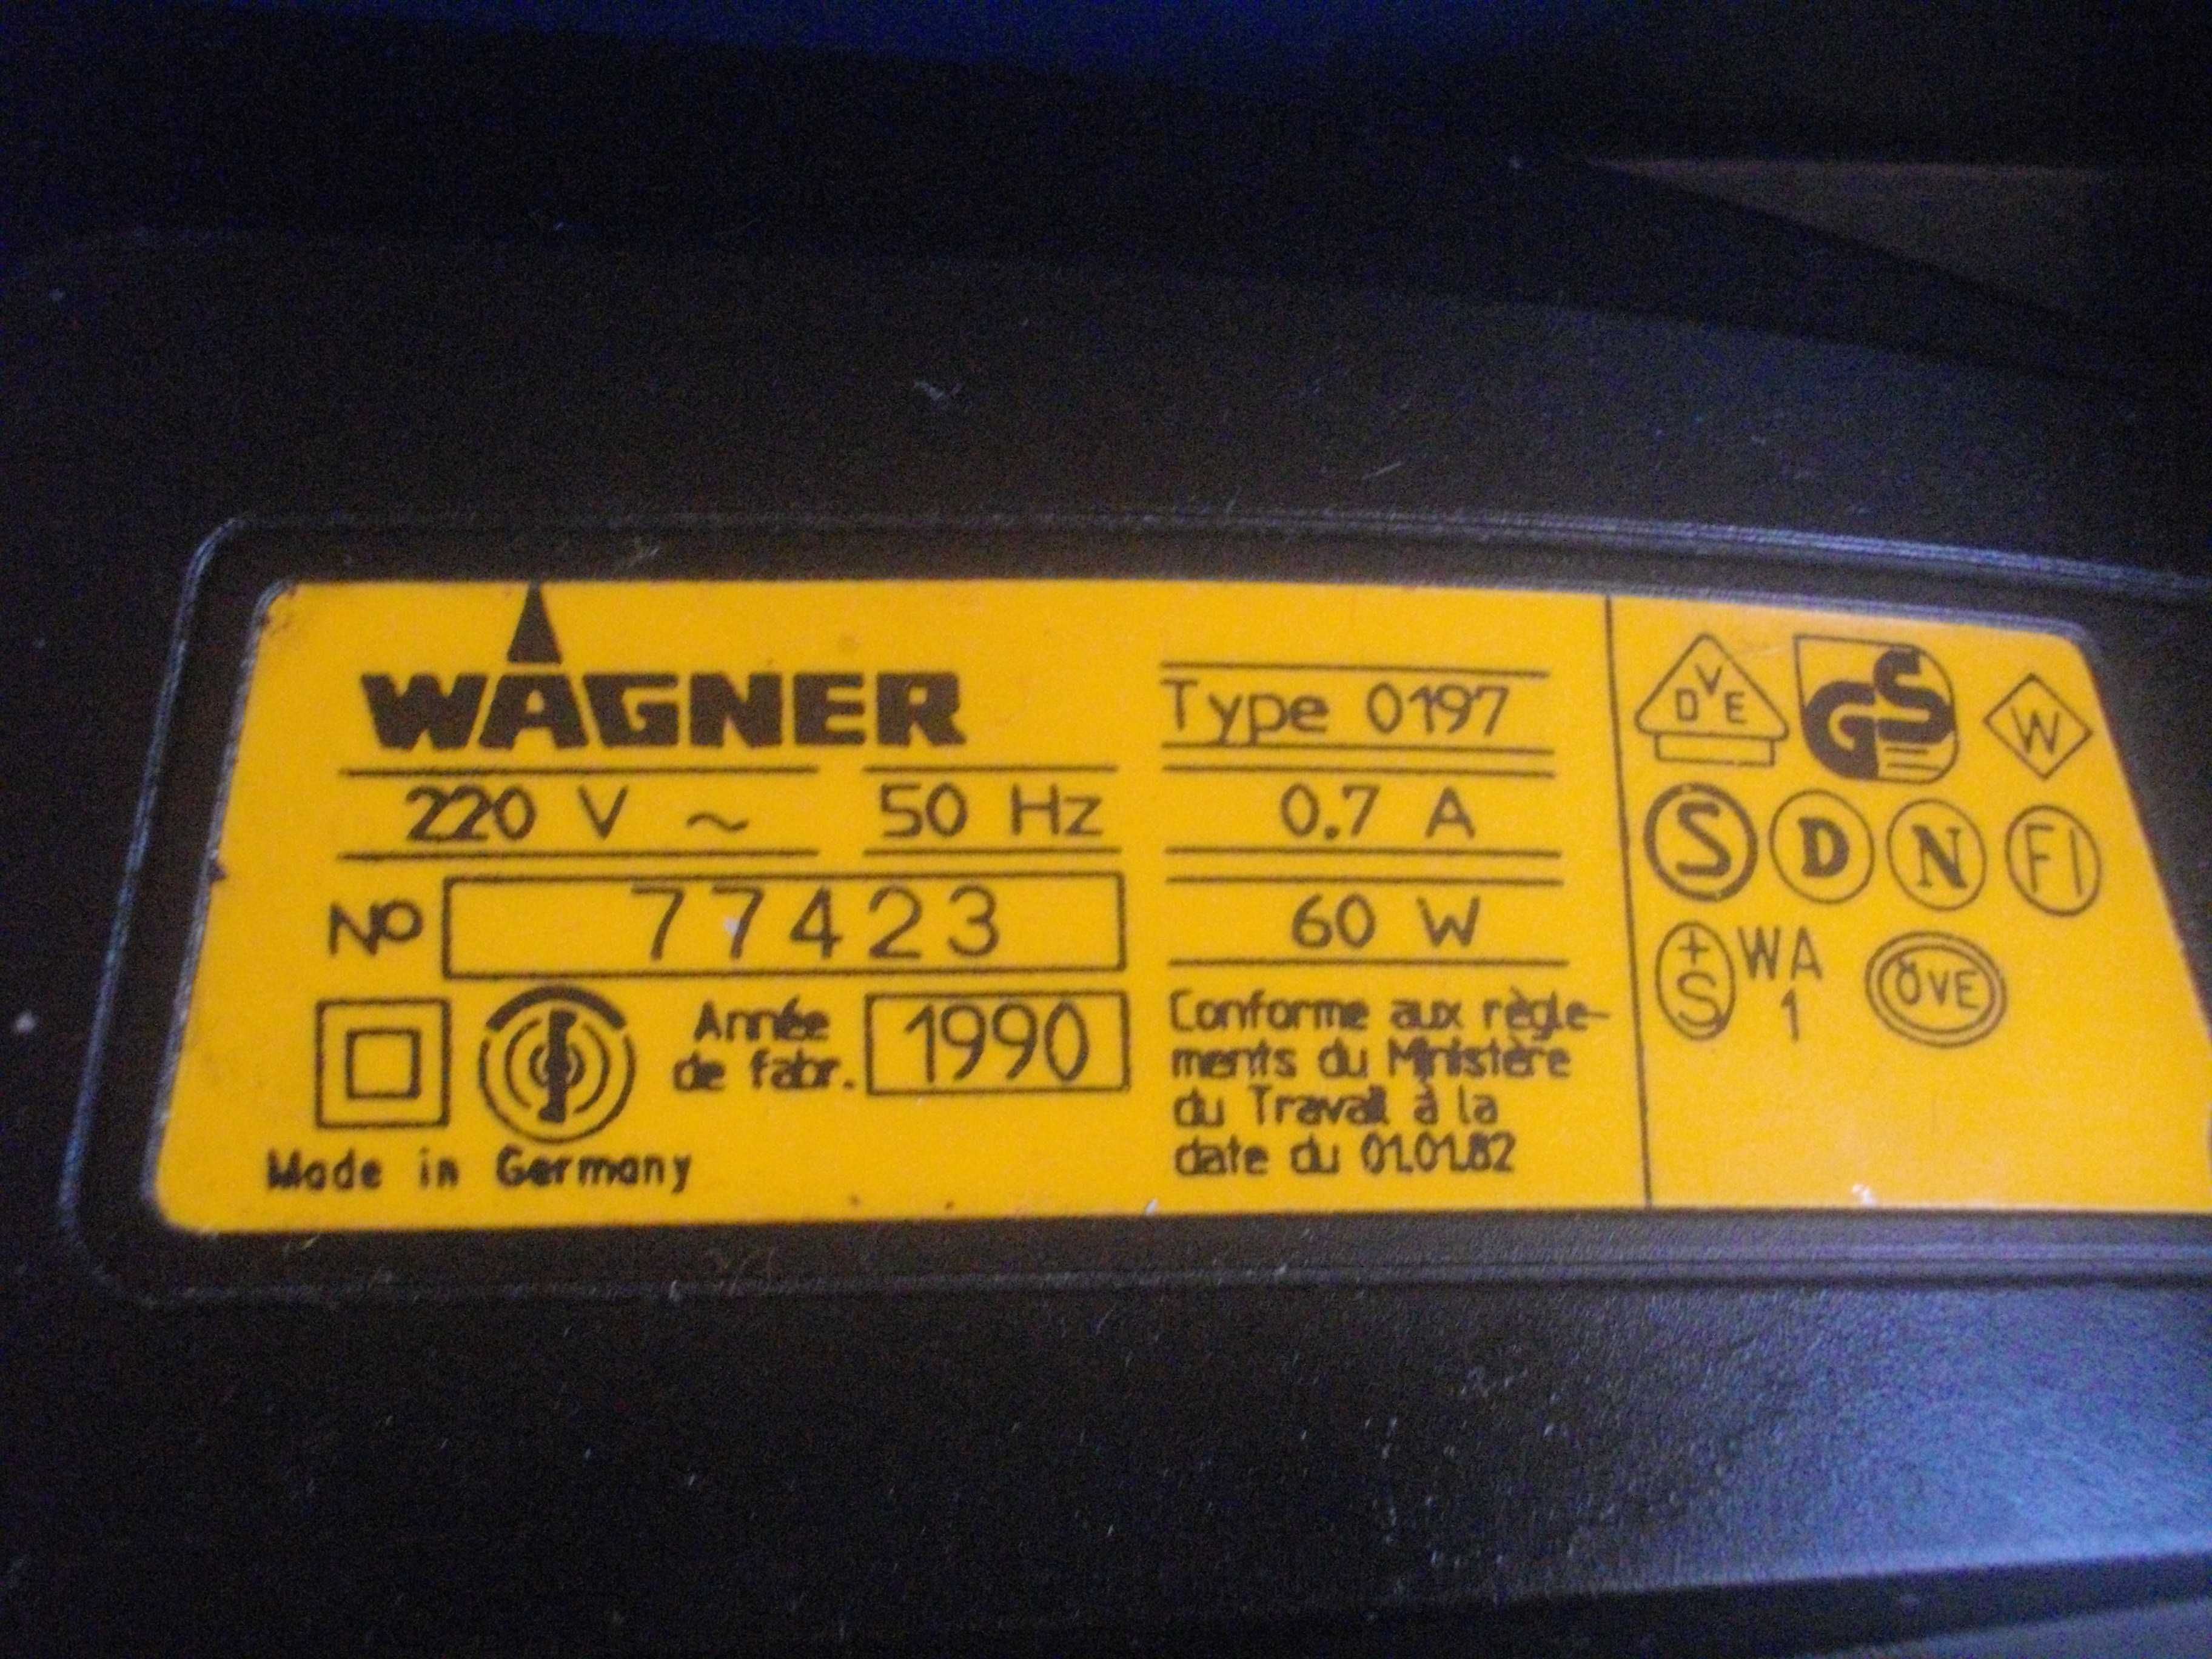 WAGNER
Type 0197
220 V ~ 50 Hz 0.7 A
No 77423 60 W
Année
de fabr. 1990
Made in Germany
Conforme aux règle-
ments du Ministère
du Travail à la
date du 01.01.82
DVE GS W
S D N FI
+S WA
1
ÖVE